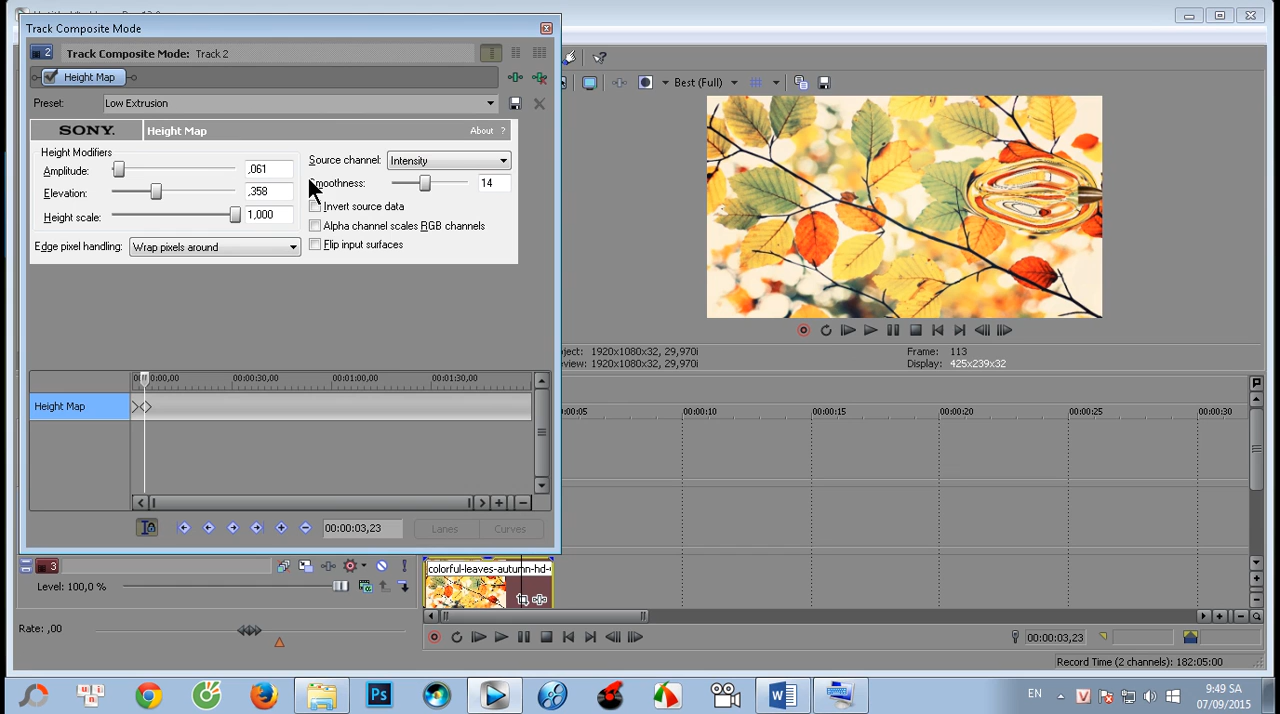 Track Composite Mode
2 Track Composite Mode: Track 2
Height Map
Preset: Low Extrusion
Best (Full)
SONY. Height Map About ?
Height Modifiers
Amplitude: ,061
Elevation: ,358
Height scale: 1,000
Edge pixel handling: Wrap pixels around
Source channel: Intensity
Smoothness: 14
Invert source data
Alpha channel scales RGB channels
Flip input surfaces
00:00:30,00 00:01:00,00 00:01:30,00
Height Map
00:00:03,23 Lanes Curves
oject: 1920x1080x32, 29,970i
eview: 1920x1080x32, 29,970i
Frame: 113
Display: 425x239x32
0:00:05 00:00:10 00:00:15 00:00:20 00:00:25 00:00:30
3
Level: 100,0 %
colorful-leaves-autumn-hd-
Rate: ,00
00:00:03,23
Record Time (2 channels): 182:05:00
Ps
W
EN
V
9:49 SA
07/09/2015